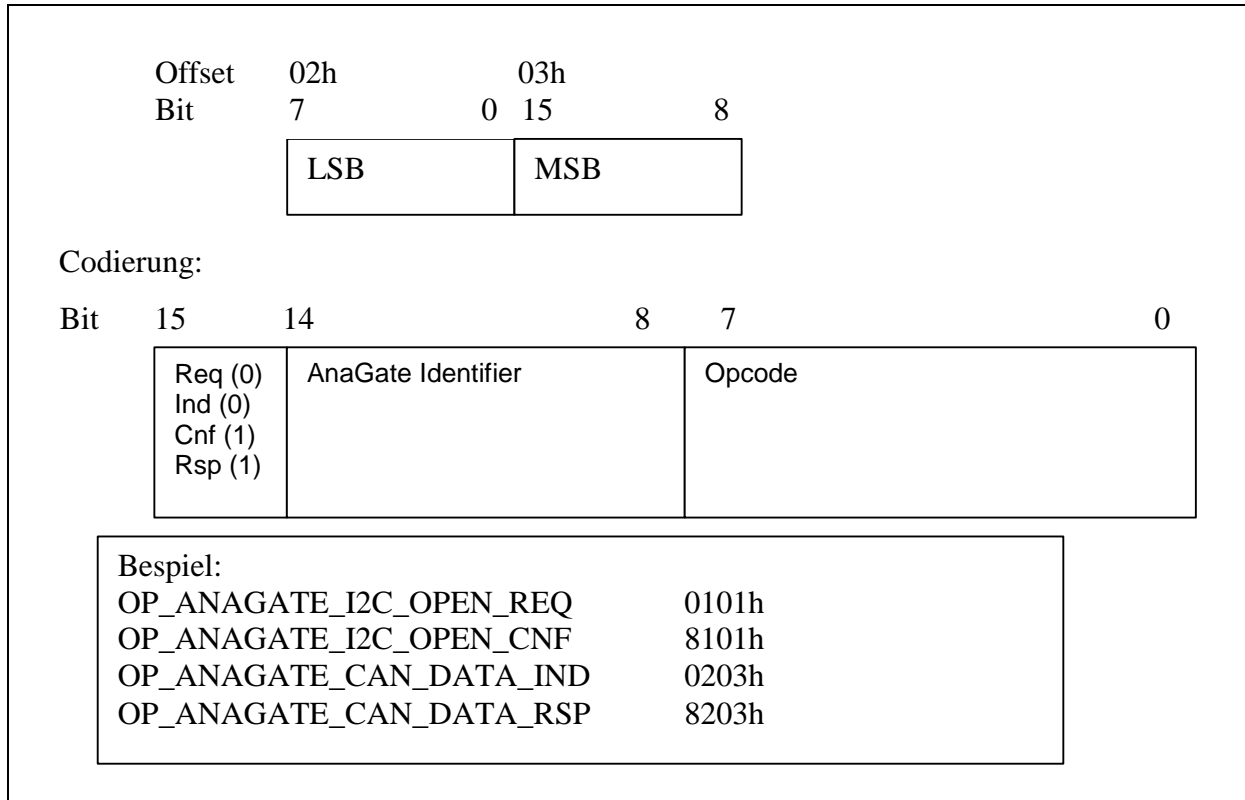 Offset 02h 03h
Bit 7 0 15 8
LSB MSB
Codierung:
Bit 15 14 8 7 0
Req (0) AnaGate Identifier Opcode
Ind (0)
Cnf (1)
Rsp (1)
Bespiel:
OP_ANAGATE_I2C_OPEN_REQ 0101h
OP_ANAGATE_I2C_OPEN_CNF 8101h
OP_ANAGATE_CAN_DATA_IND 0203h
OP_ANAGATE_CAN_DATA_RSP 8203h